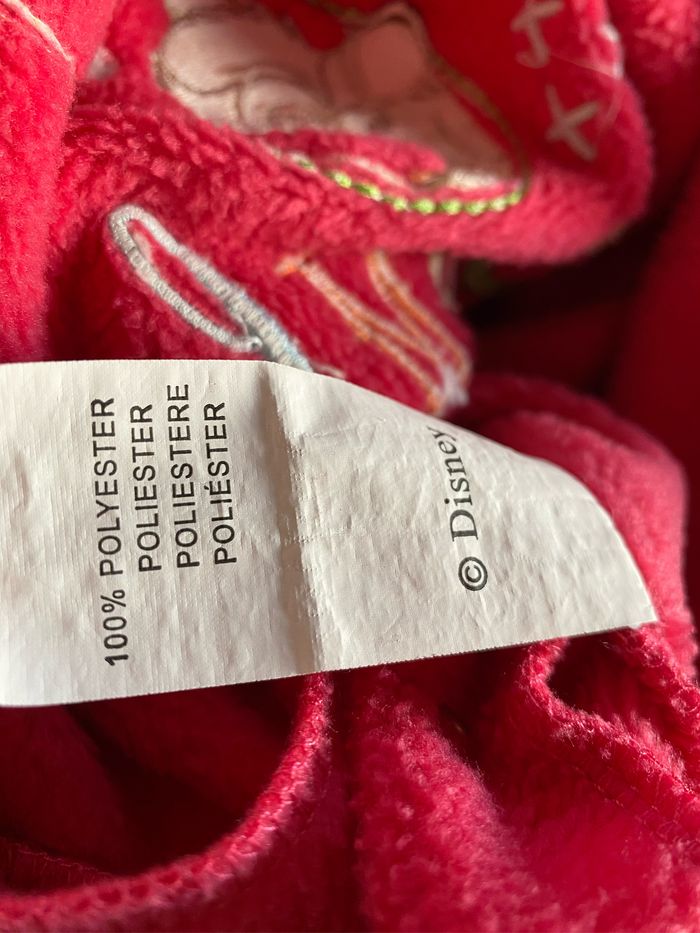 100% POLYESTER
POLIESTER
POLIESTERE
POLIÉSTER
© Disney